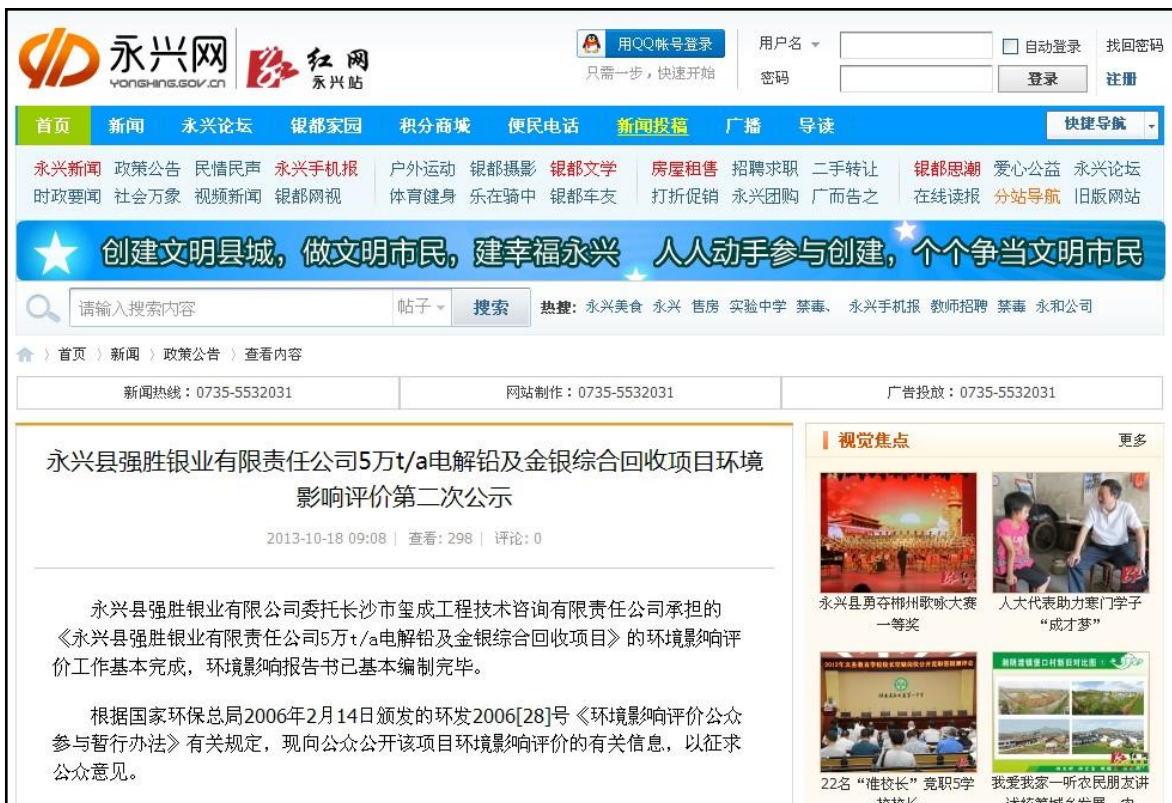 永兴网
YONGHING.GOV.CN
红网
永兴站
用QQ帐号登录
只需一步，快速开始
用户名
自动登录
找回密码
密码
登录
注册
首页 新闻 永兴论坛 银都家园 积分商城 便民电话 新闻投稿 广播 导读 快捷导航
永兴新闻 政策公告 民情民声 永兴手机报 户外运动 银都摄影 银都文学 房屋租售 招聘求职 二手转让 银都思潮 爱心公益 永兴论坛
时政要闻 社会万象 视频新闻 银都网视 体育健身 乐在骑中 银都车友 打折促销 永兴团购 广而告之 在线读报 分站导航 旧版网站
创建文明县城，做文明市民，建幸福永兴 人人动手参与创建，个个争当文明市民
请输入搜索内容 帖子 搜索 热搜：永兴美食 永兴 售房 实验中学 禁毒、 永兴手机报 教师招聘 禁毒 永和公司
首页 〉 新闻 〉 政策公告 〉 查看内容
新闻热线：0735-5532031 网站制作：0735-5532031 广告投放：0735-5532031
永兴县强胜银业有限责任公司5万t/a电解铅及金银综合回收项目环境
影响评价第二次公示
2013-10-18 09:08| 查看: 298| 评论: 0
永兴县强胜银业有限公司委托长沙市玺成工程技术咨询有限责任公司承担的
《永兴县强胜银业有限责任公司5万t/a电解铅及金银综合回收项目》的环境影响评
价工作基本完成，环境影响报告书已基本编制完毕。
根据国家环保总局2006年2月14日颁发的环发2006[28]号《环境影响评价公众
参与暂行办法》有关规定，现向公众公开该项目环境影响评价的有关信息，以征求
公众意见。
视觉焦点 更多
永兴县勇夺郴州歌咏大赛
一等奖
人大代表助力寒门学子
“成才梦”
22名“准校长”竞职5学
我爱我家—听农民朋友讲